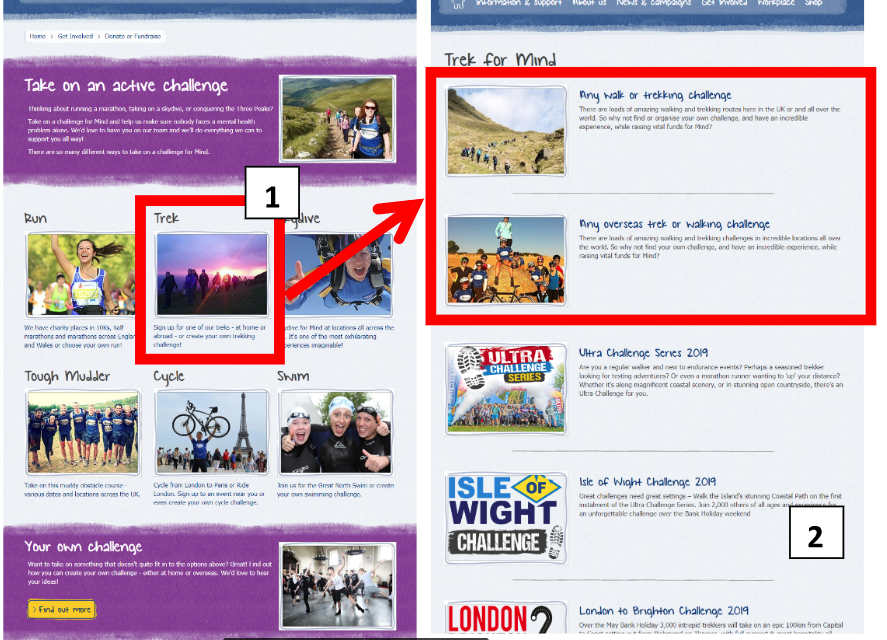 Home > Get Involved > Donate or Fundraise
Take on an active challenge
Thinking about running a marathon, taking on a skydive, or conquering the Three Peaks?
Take on a challenge for Mind and help us make sure nobody faces a mental health
problem alone. We'd love to have you on our team and we'll do everything we can to
support you all way!
There are so many different ways to take on a challenge for Mind.
1
Run
Trek
We have charity places in 10Ks, half
marathons and marathons across England
and Wales or choose your own run!
Sign up for one of our treks - at home or
abroad - or create your own trekking
challenge!
for Mind at locations all across the
It's one of the most exhilarating
imaginable!
Tough Mudder
Cycle
Swim
Take on this muddy obstacle course -
various dates and locations across the UK.
Cycle from London to Paris or Ride
London. Sign up to an event near you or
even create your own cycle challenge.
Join us for the Great North Swim or create
your own swimming challenge.
Your own challenge
Want to take on something that doesn't quite fit in to the options above? Great! Find out
how you can create your own challenge - either at home or overseas. We'd love to hear
your ideas!
> Find out more
Information & support About us News & campaigns Get involved Workplace Shop
Trek for Mind
Any walk or trekking challenge
There are loads of amazing walking and trekking routes here in the UK or and all over the
world. So why not find or organise your own challenge, and have an incredible
experience, while raising vital funds for Mind?
Any overseas trek or walking challenge
There are loads of amazing walking and trekking challenges in incredible locations all over
the world. So why not find your own challenge, and have an incredible experience, while
raising vital funds for Mind?
ULTRA
CHALLENGE
SERIES
Ultra Challenge Series 2019
Are you a regular walker and new to endurance events? Perhaps a seasoned trekker
looking for testing adventures? Or even a marathon runner wanting to 'up' your distance?
Whether it's along magnificent coastal scenery, or in stunning open countryside, there's an
Ultra Challenge for you.
ISLE OF
WIGHT
CHALLENGE
Isle of Wight Challenge 2019
Great challenges need great settings – Walk the Island's stunning Coastal Path on the first
instalment of the Ultra Challenge Series. Join 2,000 others of all ages and experience for
an unforgettable challenge over the Bank Holiday weekend
2
LONDON
London to Brighton Challenge 2019
Over the May Bank Holiday 3,000 intrepid trekkers will take on an epic 100km from Capital